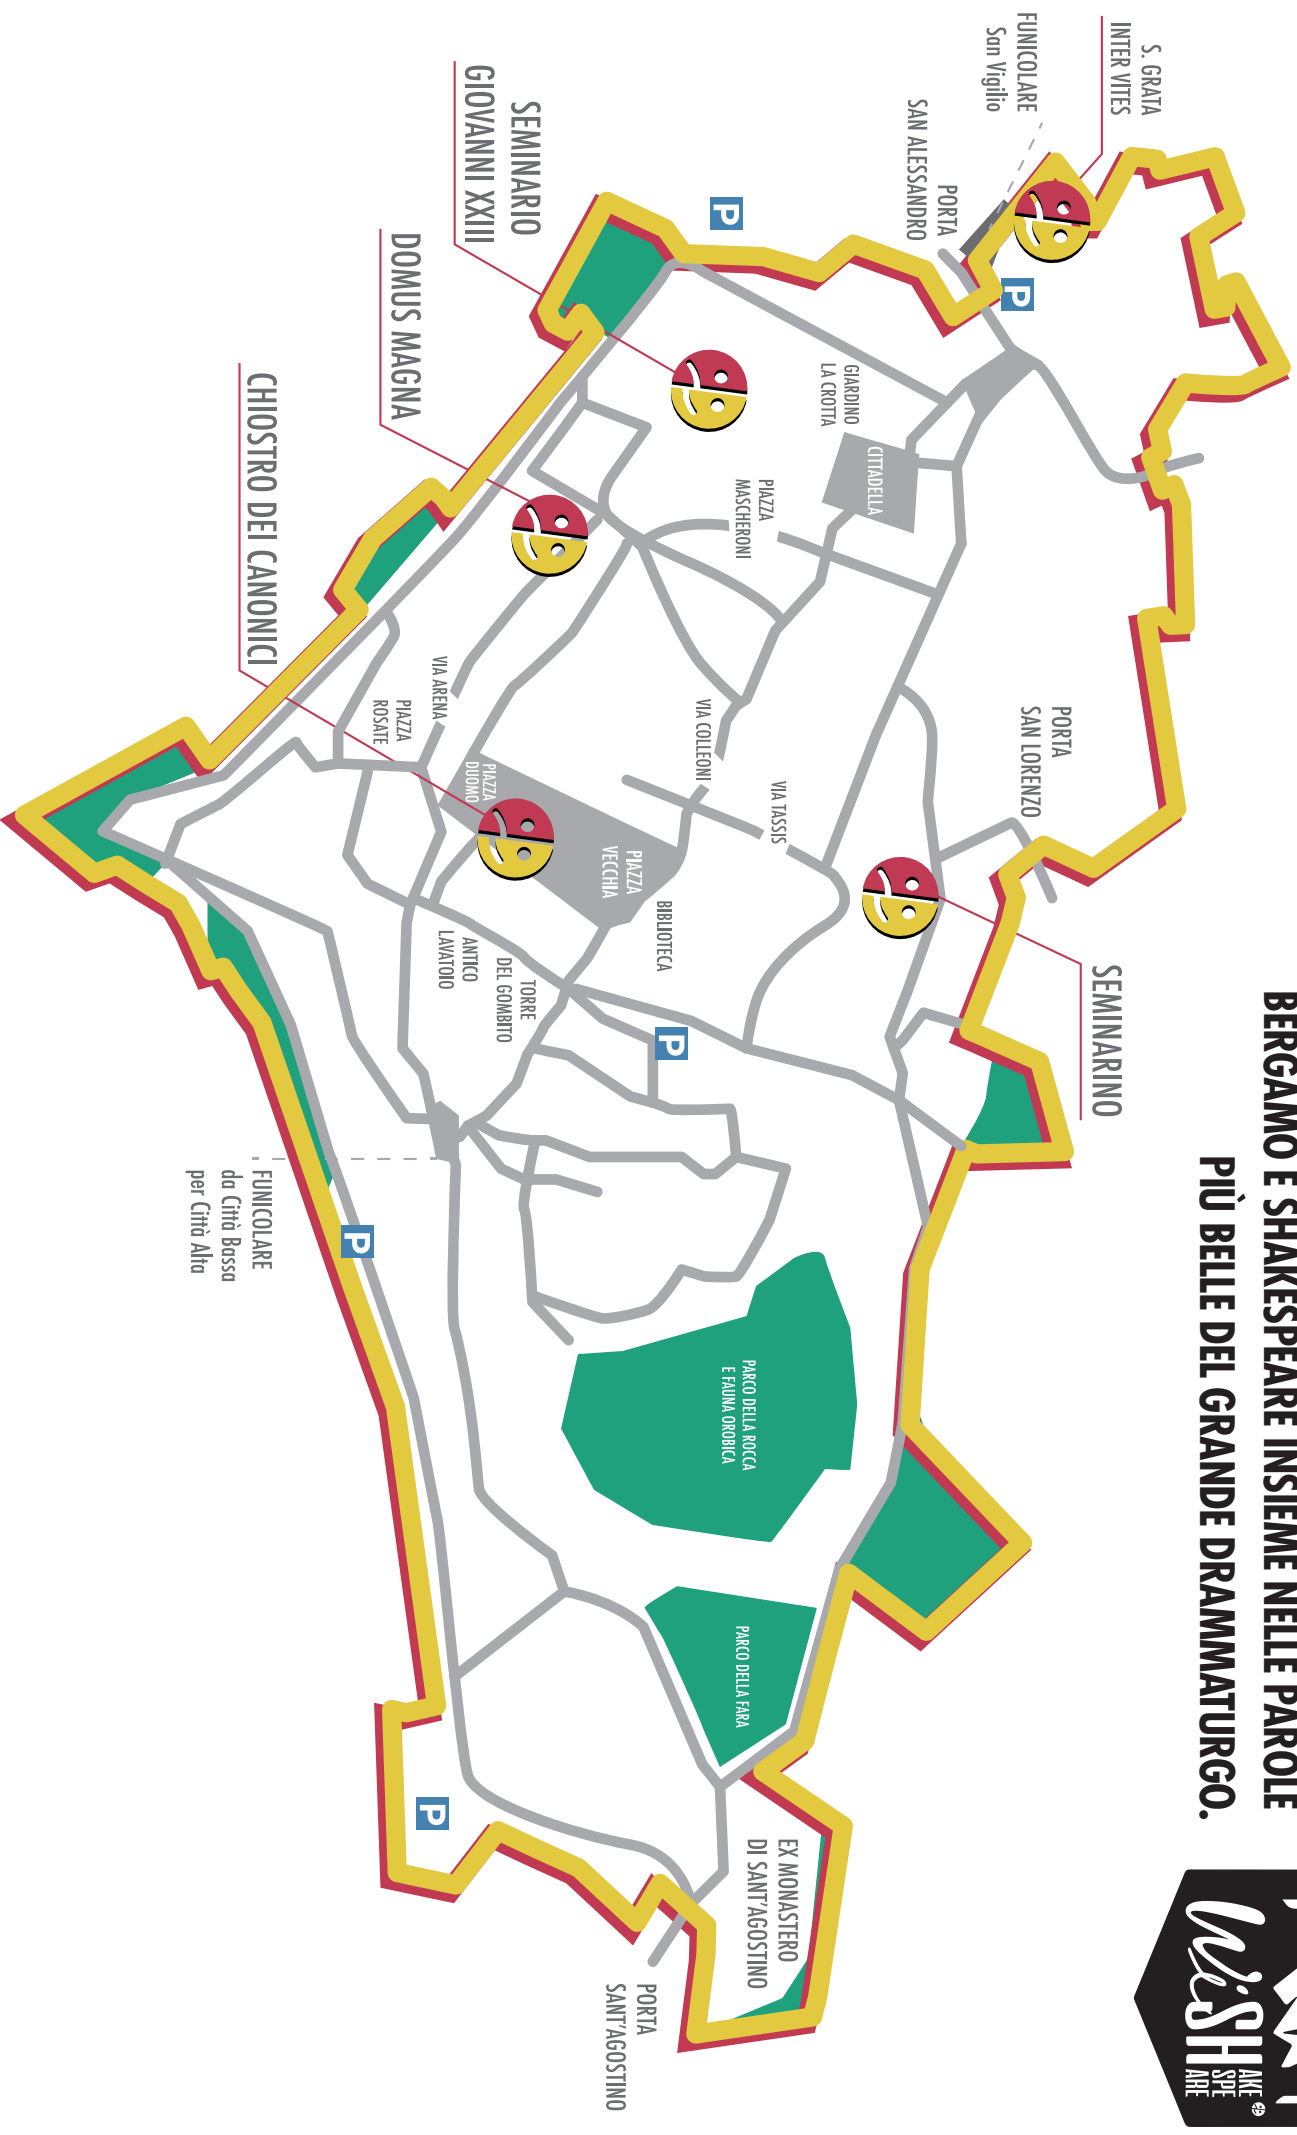 BERGAMO E SHAKESPEARE INSIEME NELLE PAROLE
PIÙ BELLE DEL GRANDE DRAMMATURGO.
S. GRATA
INTER VITES
FUNICOLARE
San Vigilio
PORTA
SAN ALESSANDRO
P
P
SEMINARIO
GIOVANNI XXIII
DOMUS MAGNA
CHIOSTRO DEI CANONICI
GIARDINO
LA CROTTA
CITTADELLA
PIAZZA
MASCHERONI
PORTA
SAN LORENZO
VIA COLLEONI
VIA TASSIS
VIA ARENA
PIAZZA
ROSATE
PIAZZA
DUOMO
PIAZZA
VECCHIA
BIBLIOTECA
SEMINARINO
ANTICO
LAVATOIO
TORRE
DEL GOMBITO
P
FUNICOLARE
da Città Bassa
per Città Alta
P
PARCO DELLA ROCCA
E FAUNA OROBICA
PARCO DELLA FARA
P
EX MONASTERO
DI SANT'AGOSTINO
PORTA
SANT'AGOSTINO
WiSHAKE
SPE
ARE